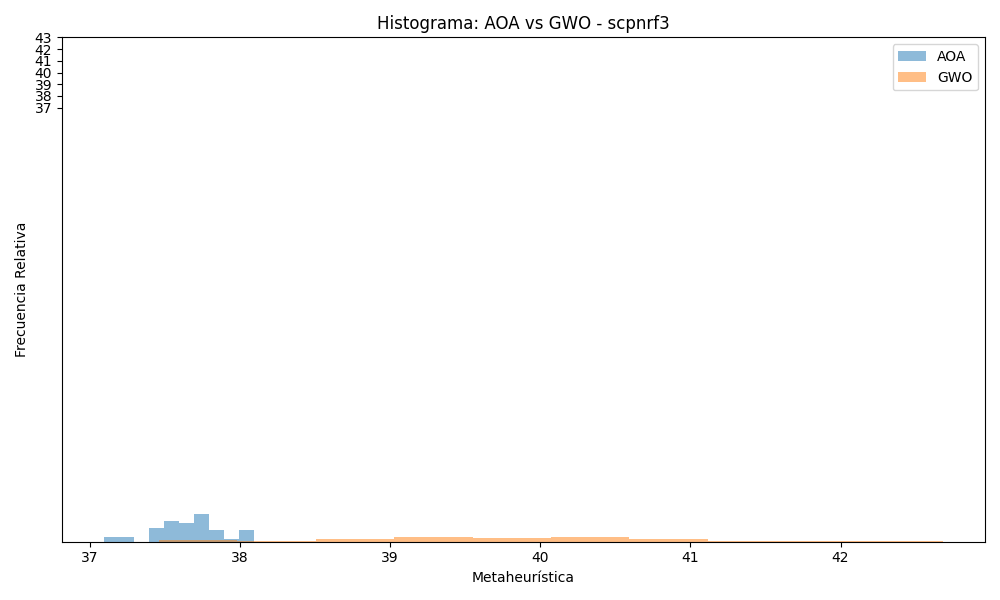 Histograma: AOA vs GWO - scpnrf3
AOA
GWO
43
42
41
40
39
38
37
Frecuencia Relativa
37 38 39 40 41 42
Metaheurística